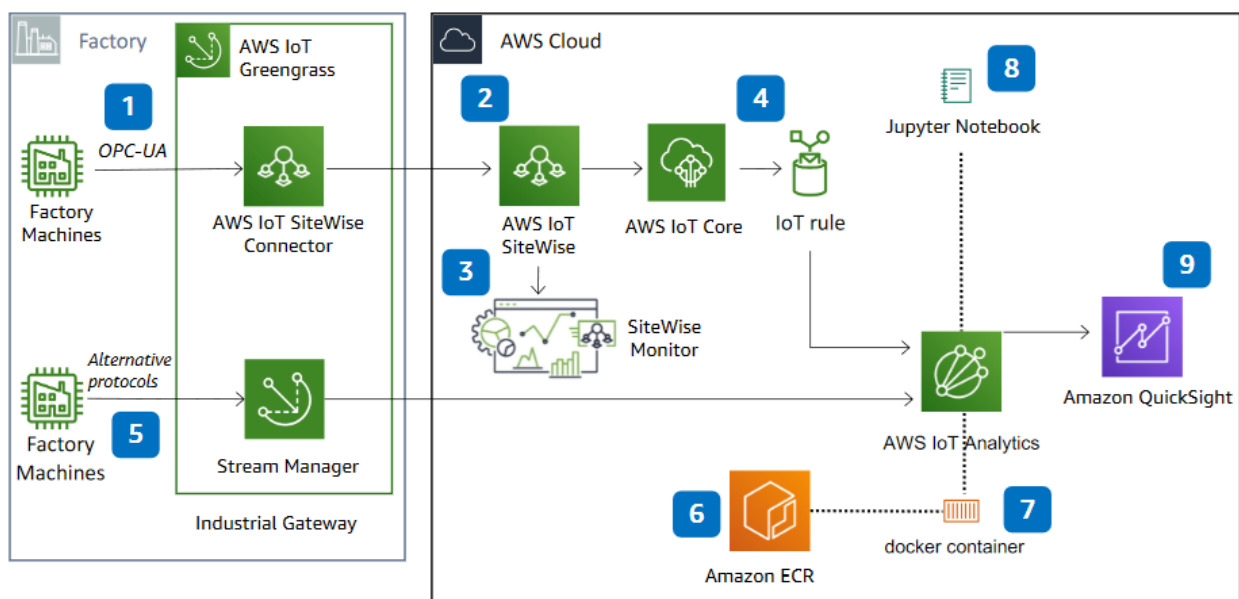 Factory
AWS IoT
Greengrass
1
OPC-UA
Factory
Machines
AWS IoT SiteWise
Connector
Alternative
protocols
5
Factory
Machines
Stream Manager
Industrial Gateway
AWS Cloud
2
AWS IoT
SiteWise
AWS IoT Core
4
IoT rule
3
SiteWise
Monitor
8
Jupyter Notebook
9
Amazon QuickSight
AWS IoT Analytics
6
Amazon ECR
7
docker container